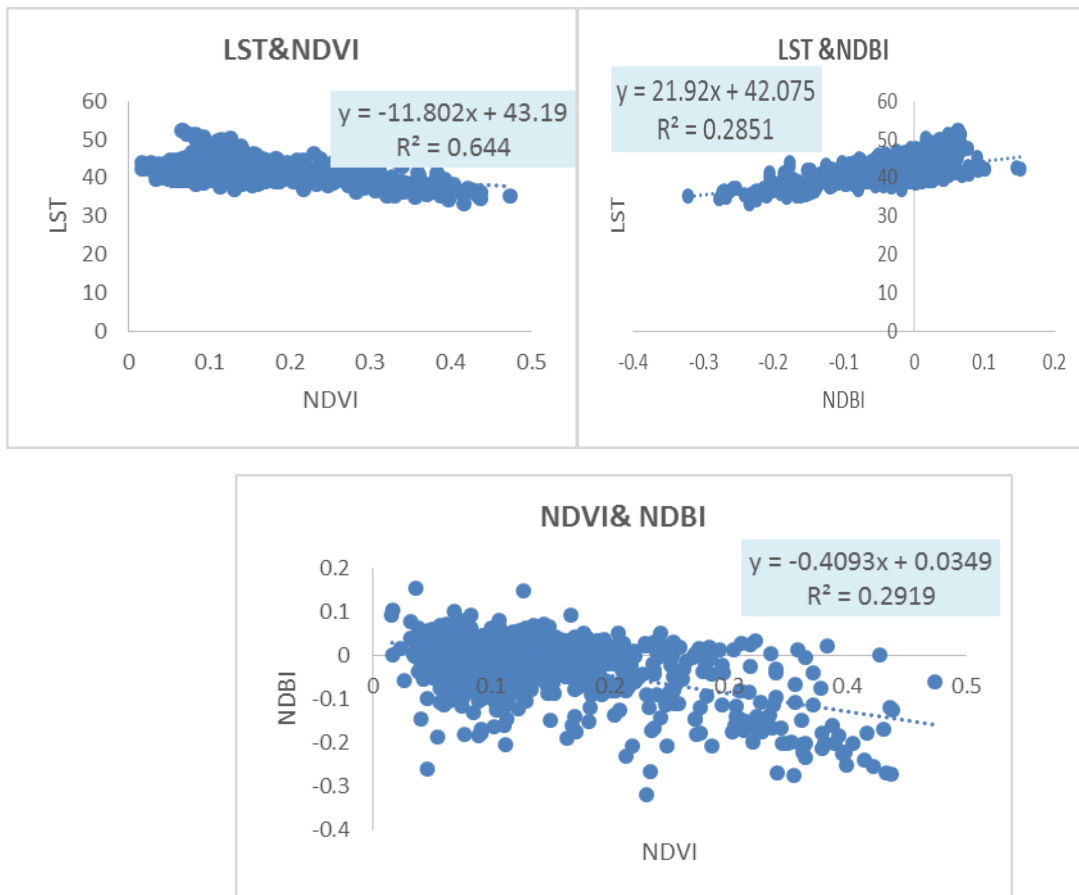 LST&NDVI
y = -11.802x + 43.19
R² = 0.644
60
50
40
30
20
10
0
LST
0 0.1 0.2 0.3 0.4 0.5
NDVI
LST &NDBI
y = 21.92x + 42.075
R² = 0.2851
60
50
40
30
20
10
0
LST
-0.4 -0.3 -0.2 -0.1 0 0.1 0.2
NDBI
NDVI& NDBI
y = -0.4093x + 0.0349
R² = 0.2919
0.2
0.1
0
-0.1
-0.2
-0.3
-0.4
NDBI
0 0.1 0.2 0.3 0.4 0.5
NDVI